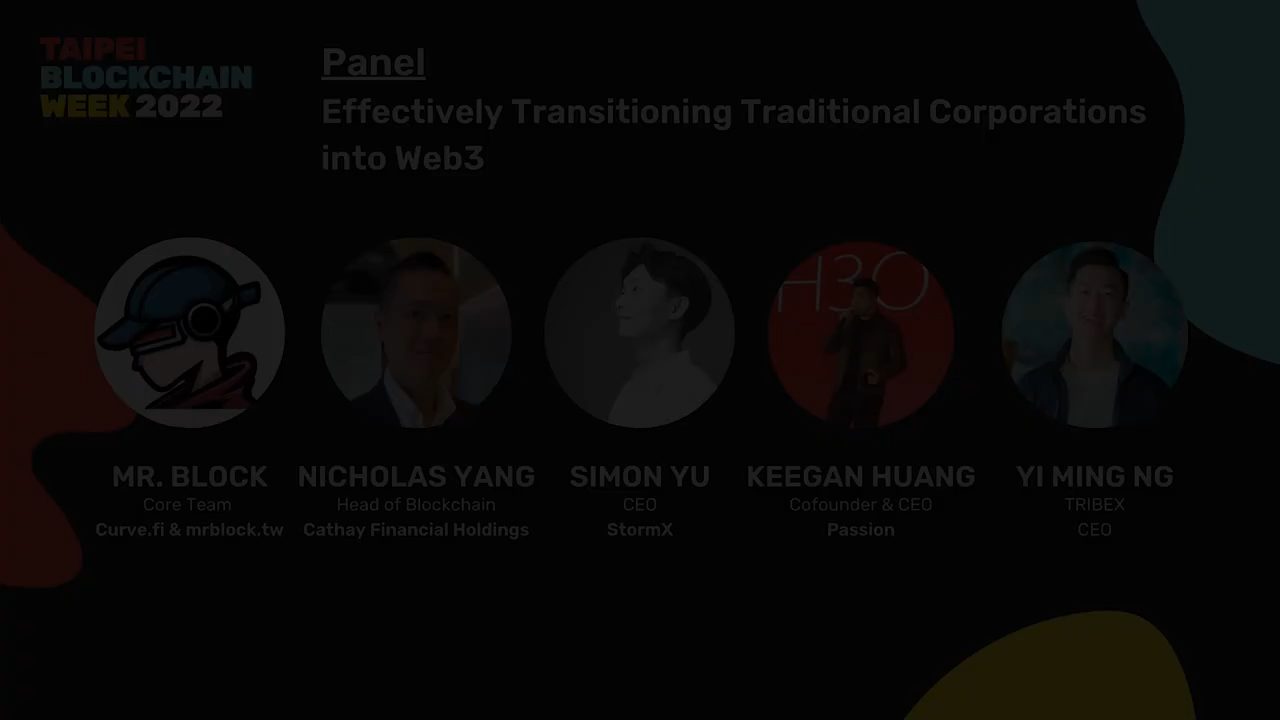 TAIPEI
BLOCKCHAIN
WEEK 2022
Panel
Effectively Transitioning Traditional Corporations
into Web3
H3O
MR. BLOCK
Core Team
Curve.fi & mrblock.tw
NICHOLAS YANG
Head of Blockchain
Cathay Financial Holdings
SIMON YU
CEO
StormX
KEEGAN HUANG
Cofounder & CEO
Passion
YI MING NG
TRIBEX
CEO